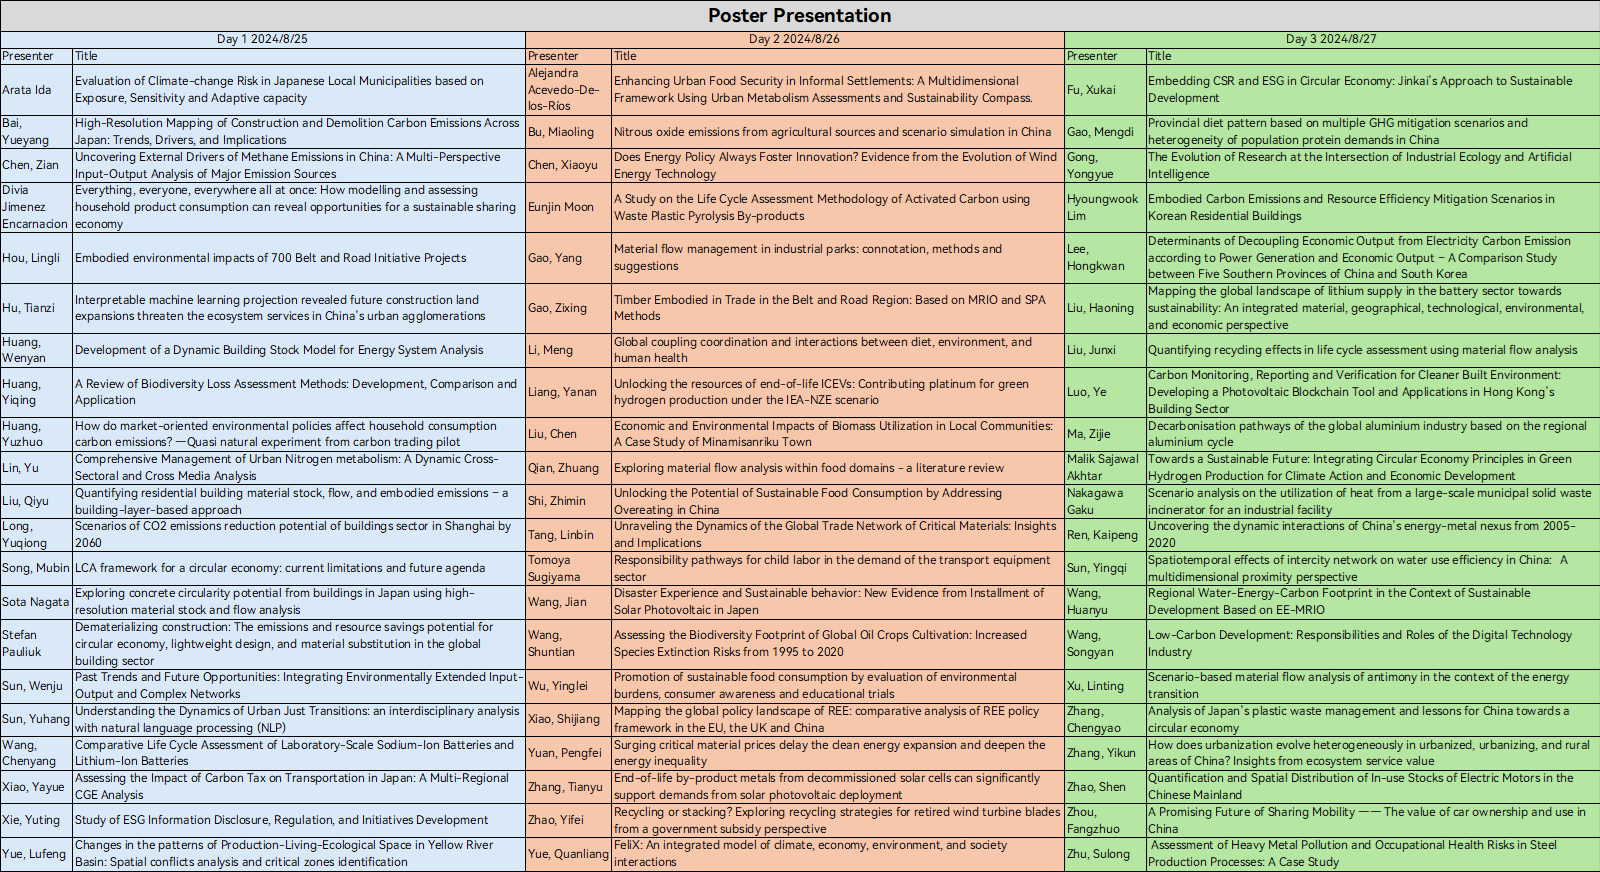 Poster Presentation
Day 1 2024/8/25
Day 2 2024/8/26
Day 3 2024/8/27
Presenter
Title
Presenter
Title
Presenter
Title
Arata Ida
Evaluation of Climate-change Risk in Japanese Local Municipalities based on
Exposure, Sensitivity and Adaptive capacity
Alejandra
Acevedo-De-
los-Ríos
Enhancing Urban Food Security in Informal Settlements: A Multidimensional
Framework Using Urban Metabolism Assessments and Sustainability Compass.
Fu, Xukai
Embedding CSR and ESG in Circular Economy: Jinkai's Approach to Sustainable
Development
Bai,
Yueyang
High-Resolution Mapping of Construction and Demolition Carbon Emissions Across
Japan: Trends, Drivers, and Implications
Bu, Miaoling
Nitrous oxide emissions from agricultural sources and scenario simulation in China
Gao, Mengdi
Provincial diet pattern based on multiple GHG mitigation scenarios and
heterogeneity of population protein demands in China
Chen, Zian
Uncovering External Drivers of Methane Emissions in China: A Multi-Perspective
Input-Output Analysis of Major Emission Sources
Chen, Xiaoyu
Does Energy Policy Always Foster Innovation? Evidence from the Evolution of Wind
Energy Technology
Gong,
Yongyue
The Evolution of Research at the Intersection of Industrial Ecology and Artificial
Intelligence
Divia
Jimenez
Encarnacion
Everything, everyone, everywhere all at once: How modelling and assessing
household product consumption can reveal opportunities for a sustainable sharing
economy
Eunjin Moon
A Study on the Life Cycle Assessment Methodology of Activated Carbon using
Waste Plastic Pyrolysis By-products
Hyoungwook
Lim
Embodied Carbon Emissions and Resource Efficiency Mitigation Scenarios in
Korean Residential Buildings
Hou, Lingli
Embodied environmental impacts of 700 Belt and Road Initiative Projects
Gao, Yang
Material flow management in industrial parks: connotation, methods and
suggestions
Lee,
Hongkwan
Determinants of Decoupling Economic Output from Electricity Carbon Emission
according to Power Generation and Economic Output – A Comparison Study
between Five Southern Provinces of China and South Korea
Hu, Tianzi
Interpretable machine learning projection revealed future construction land
expansions threaten the ecosystem services in China's urban agglomerations
Gao, Zixing
Timber Embodied in Trade in the Belt and Road Region: Based on MRIO and SPA
Methods
Liu, Haoning
Mapping the global landscape of lithium supply in the battery sector towards
sustainability: An integrated material, geographical, technological, environmental,
and economic perspective
Huang,
Wenyan
Development of a Dynamic Building Stock Model for Energy System Analysis
Li, Meng
Global coupling coordination and interactions between diet, environment, and
human health
Liu, Junxi
Quantifying recycling effects in life cycle assessment using material flow analysis
Huang,
Yiqing
A Review of Biodiversity Loss Assessment Methods: Development, Comparison and
Application
Liang, Yanan
Unlocking the resources of end-of-life ICEVs: Contributing platinum for green
hydrogen production under the IEA-NZE scenario
Luo, Ye
Carbon Monitoring, Reporting and Verification for Cleaner Built Environment:
Developing a Photovoltaic Blockchain Tool and Applications in Hong Kong's
Building Sector
Huang,
Yuzhuo
How do market-oriented environmental policies affect household consumption
carbon emissions? —Quasi natural experiment from carbon trading pilot
Liu, Chen
Economic and Environmental Impacts of Biomass Utilization in Local Communities:
A Case Study of Minamisanriku Town
Ma, Zijie
Decarbonisation pathways of the global aluminium industry based on the regional
aluminium cycle
Lin, Yu
Comprehensive Management of Urban Nitrogen metabolism: A Dynamic Cross-
Sectoral and Cross Media Analysis
Qian, Zhuang
Exploring material flow analysis within food domains - a literature review
Malik Sajawal
Akhtar
Towards a Sustainable Future: Integrating Circular Economy Principles in Green
Hydrogen Production for Climate Action and Economic Development
Liu, Qiyu
Quantifying residential building material stock, flow, and embodied emissions – a
building-layer-based approach
Shi, Zhimin
Unlocking the Potential of Sustainable Food Consumption by Addressing
Overeating in China
Nakagawa
Gaku
Scenario analysis on the utilization of heat from a large-scale municipal solid waste
incinerator for an industrial facility
Long,
Yuqiong
Scenarios of CO2 emissions reduction potential of buildings sector in Shanghai by
2060
Tang, Linbin
Unraveling the Dynamics of the Global Trade Network of Critical Materials: Insights
and Implications
Ren, Kaipeng
Uncovering the dynamic interactions of China's energy-metal nexus from 2005-
2020
Song, Mubin
LCA framework for a circular economy: current limitations and future agenda
Tomoya
Sugiyama
Responsibility pathways for child labor in the demand of the transport equipment
sector
Sun, Yingqi
Spatiotemporal effects of intercity network on water use efficiency in China:  A
multidimensional proximity perspective
Sota Nagata
Exploring concrete circularity potential from buildings in Japan using high-
resolution material stock and flow analysis
Wang, Jian
Disaster Experience and Sustainable behavior: New Evidence from Installment of
Solar Photovoltaic in Japen
Wang,
Huanyu
Regional Water-Energy-Carbon Footprint in the Context of Sustainable
Development Based on EE-MRIO
Stefan
Pauliuk
Dematerializing construction: The emissions and resource savings potential for
circular economy, lightweight design, and material substitution in the global
building sector
Wang,
Shuntian
Assessing the Biodiversity Footprint of Global Oil Crops Cultivation: Increased
Species Extinction Risks from 1995 to 2020
Wang,
Songyan
Low-Carbon Development: Responsibilities and Roles of the Digital Technology
Industry
Sun, Wenju
Past Trends and Future Opportunities: Integrating Environmentally Extended Input-
Output and Complex Networks
Wu, Yinglei
Promotion of sustainable food consumption by evaluation of environmental
burdens, consumer awareness and educational trials
Xu, Linting
Scenario-based material flow analysis of antimony in the context of the energy
transition
Sun, Yuhang
Understanding the Dynamics of Urban Just Transitions: an interdisciplinary analysis
with natural language processing (NLP)
Xiao, Shijiang
Mapping the global policy landscape of REE: comparative analysis of REE policy
framework in the EU, the UK and China
Zhang,
Chengyao
Analysis of Japan's plastic waste management and lessons for China towards a
circular economy
Wang,
Chenyang
Comparative Life Cycle Assessment of Laboratory-Scale Sodium-Ion Batteries and
Lithium-Ion Batteries
Yuan, Pengfei
Surging critical material prices delay the clean energy expansion and deepen the
energy inequality
Zhang, Yikun
How does urbanization evolve heterogeneously in urbanized, urbanizing, and rural
areas of China? Insights from ecosystem service value
Xiao, Yayue
Assessing the Impact of Carbon Tax on Transportation in Japan: A Multi-Regional
CGE Analysis
Zhang, Tianyu
End-of-life by-product metals from decommissioned solar cells can significantly
support demands from solar photovoltaic deployment
Zhao, Shen
Quantification and Spatial Distribution of In-use Stocks of Electric Motors in the
Chinese Mainland
Xie, Yuting
Study of ESG Information Disclosure, Regulation, and Initiatives Development
Zhao, Yifei
Recycling or stacking? Exploring recycling strategies for retired wind turbine blades
from a government subsidy perspective
Zhou,
Fangzhuo
A Promising Future of Sharing Mobility —— The value of car ownership and use in
China
Yue, Lufeng
Changes in the patterns of Production-Living-Ecological Space in Yellow River
Basin: Spatial conflicts analysis and critical zones identification
Yue, Quanliang
FeliX: An integrated model of climate, economy, environment, and society
interactions
Zhu, Sulong
Assessment of Heavy Metal Pollution and Occupational Health Risks in Steel
Production Processes: A Case Study